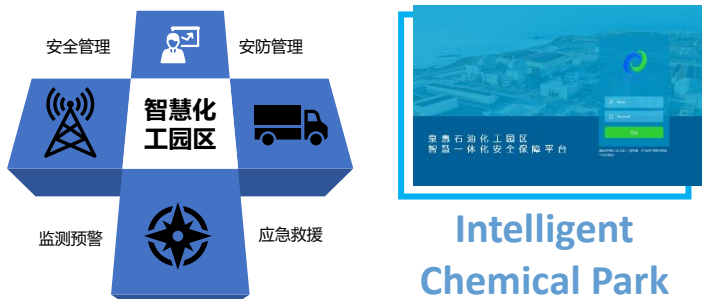 安全管理
安防管理
智慧化
工园区
监测预警
应急救援
泉惠石油化工园区
智慧一体化安全保障平台
Intelligent
Chemical Park